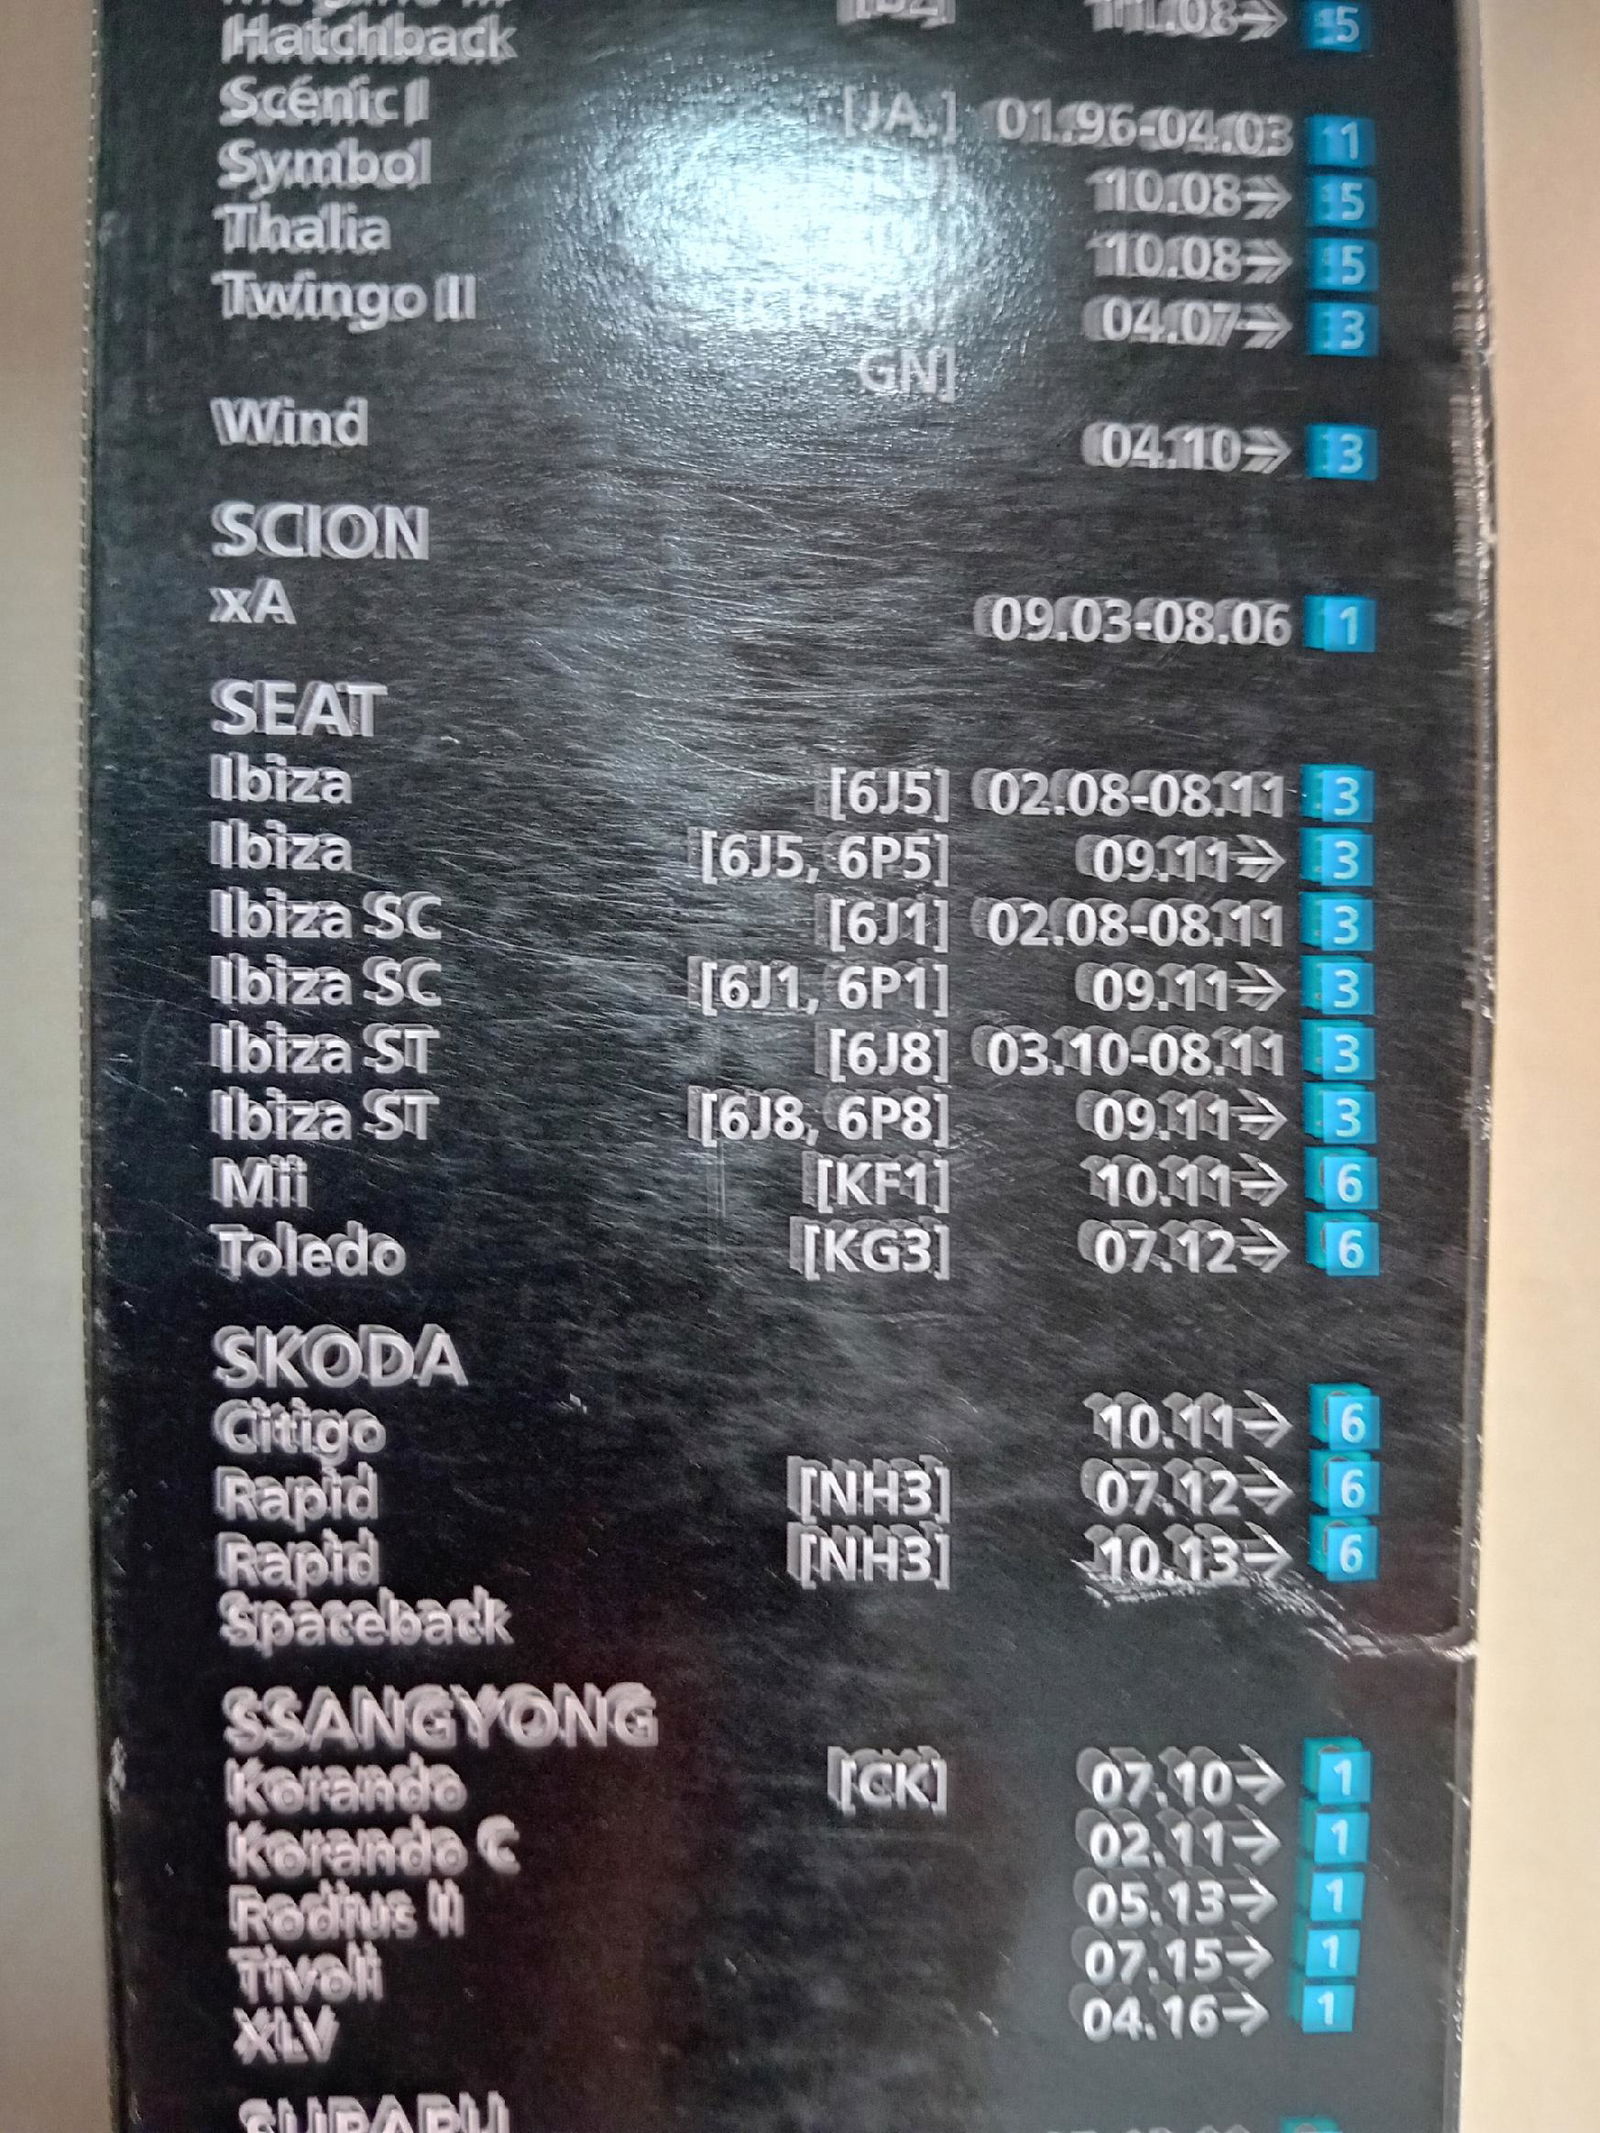 Hatchback
Scénic I [JA.] 01.96-04.03 1
Symbol 10.08→ 5
Thalia 10.08→ 5
Twingo II 04.07→ 3
GN]
Wind 04.10→ 3
SCION
xA 09.03-08.06 1
SEAT
Ibiza [6J5] 02.08-08.11 3
Ibiza [6J5, 6P5] 09.11→ 3
Ibiza SC [6J1] 02.08-08.11 3
Ibiza SC [6J1, 6P1] 09.11→ 3
Ibiza ST [6J8] 03.10-08.11 3
Ibiza ST [6J8, 6P8] 09.11→ 3
Mii [KF1] 10.11→ 6
Toledo [KG3] 07.12→ 6
SKODA
Citigo 10.11→ 6
Rapid [NH3] 07.12→ 6
Rapid [NH3] 10.13→ 6
Spaceback
SSANGYONG
Korando [CK] 07.10→ 1
Korando C 02.11→ 1
Rodius II 05.13→ 1
Tivoli 07.15→ 1
XLV 04.16→ 1
SUBARU